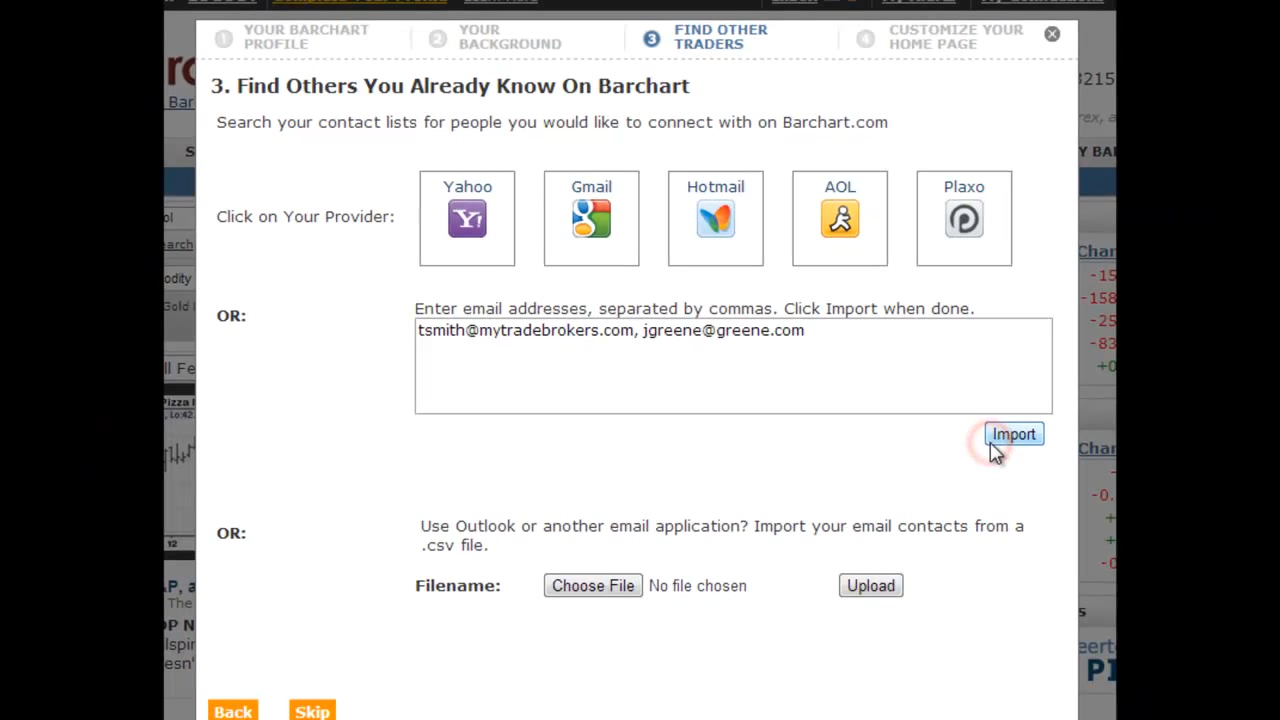 1 YOUR BARCHART PROFILE
2 YOUR BACKGROUND
3 FIND OTHER TRADERS
4 CUSTOMIZE YOUR HOME PAGE
3. Find Others You Already Know On Barchart
Search your contact lists for people you would like to connect with on Barchart.com
Click on Your Provider:
Yahoo
Gmail
Hotmail
AOL
Plaxo
OR:
Enter email addresses, separated by commas. Click Import when done.
tsmith@mytradebrokers.com, jgreene@greene.com
Import
OR:
Use Outlook or another email application? Import your email contacts from a
.csv file.
Filename:
Choose File
No file chosen
Upload
Back
Skip